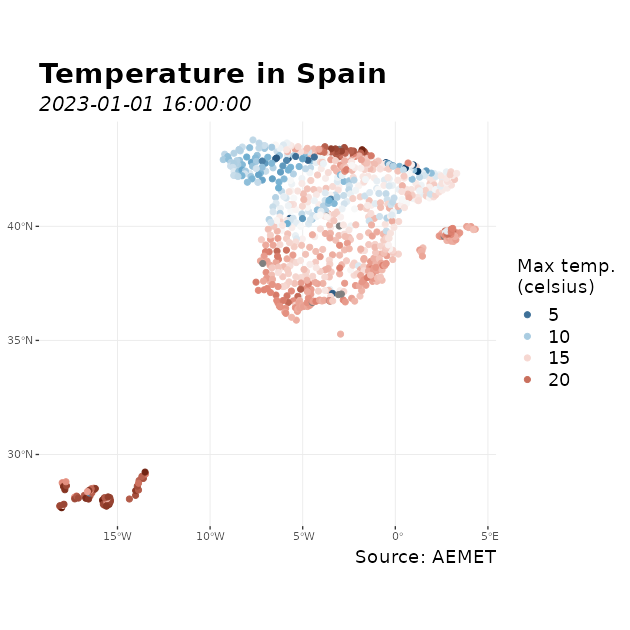 Temperature in Spain
2023-01-01 16:00:00
40°N
35°N
30°N
15°W
10°W
5°W
0°
5°E
Max temp.
(celsius)
5
10
15
20
Source: AEMET